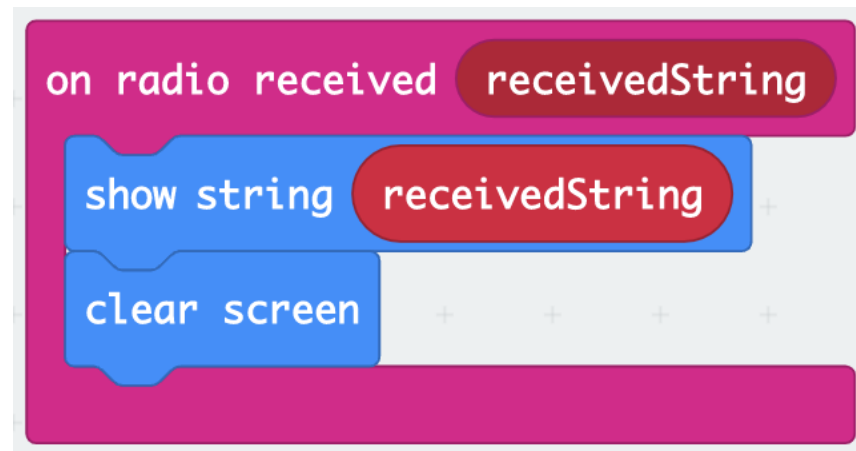 on radio received receivedString
show string receivedString
clear screen